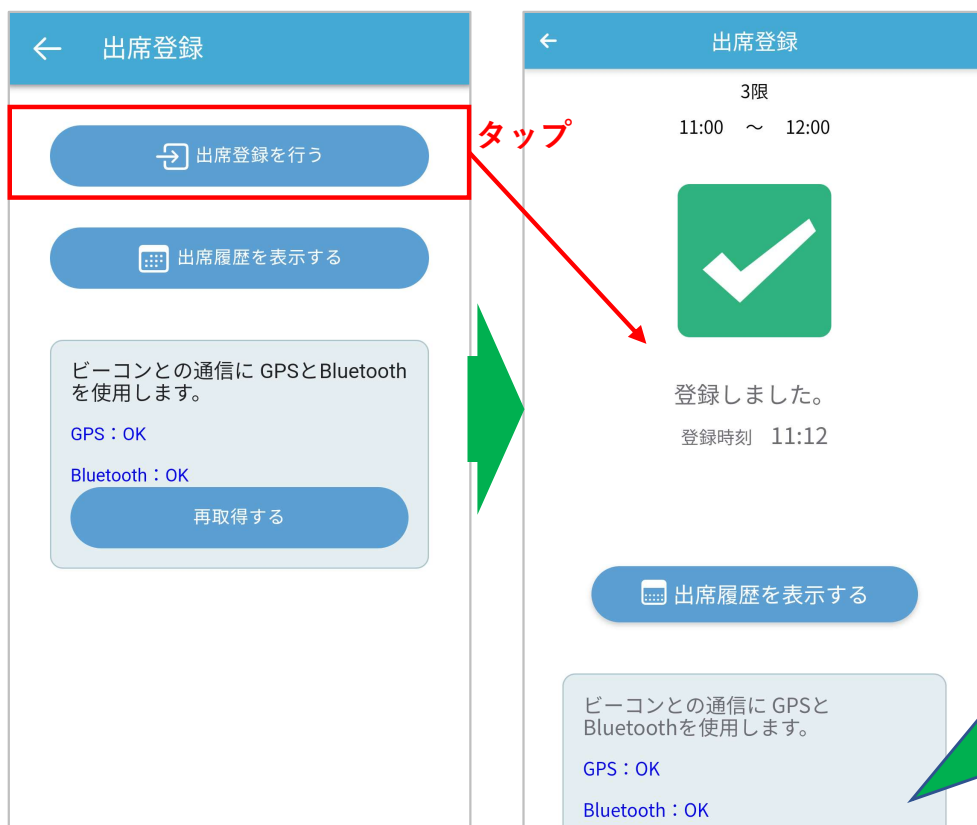 出席登録
出席登録を行う
出席履歴を表示する
ビーコンとの通信に GPSとBluetooth
を使用します。
GPS：OK
Bluetooth：OK
再取得する
タップ
出席登録
3限
11:00 ～ 12:00
登録しました。
登録時刻 11:12
出席履歴を表示する
ビーコンとの通信に GPSと
Bluetoothを使用します。
GPS：OK
Bluetooth：OK